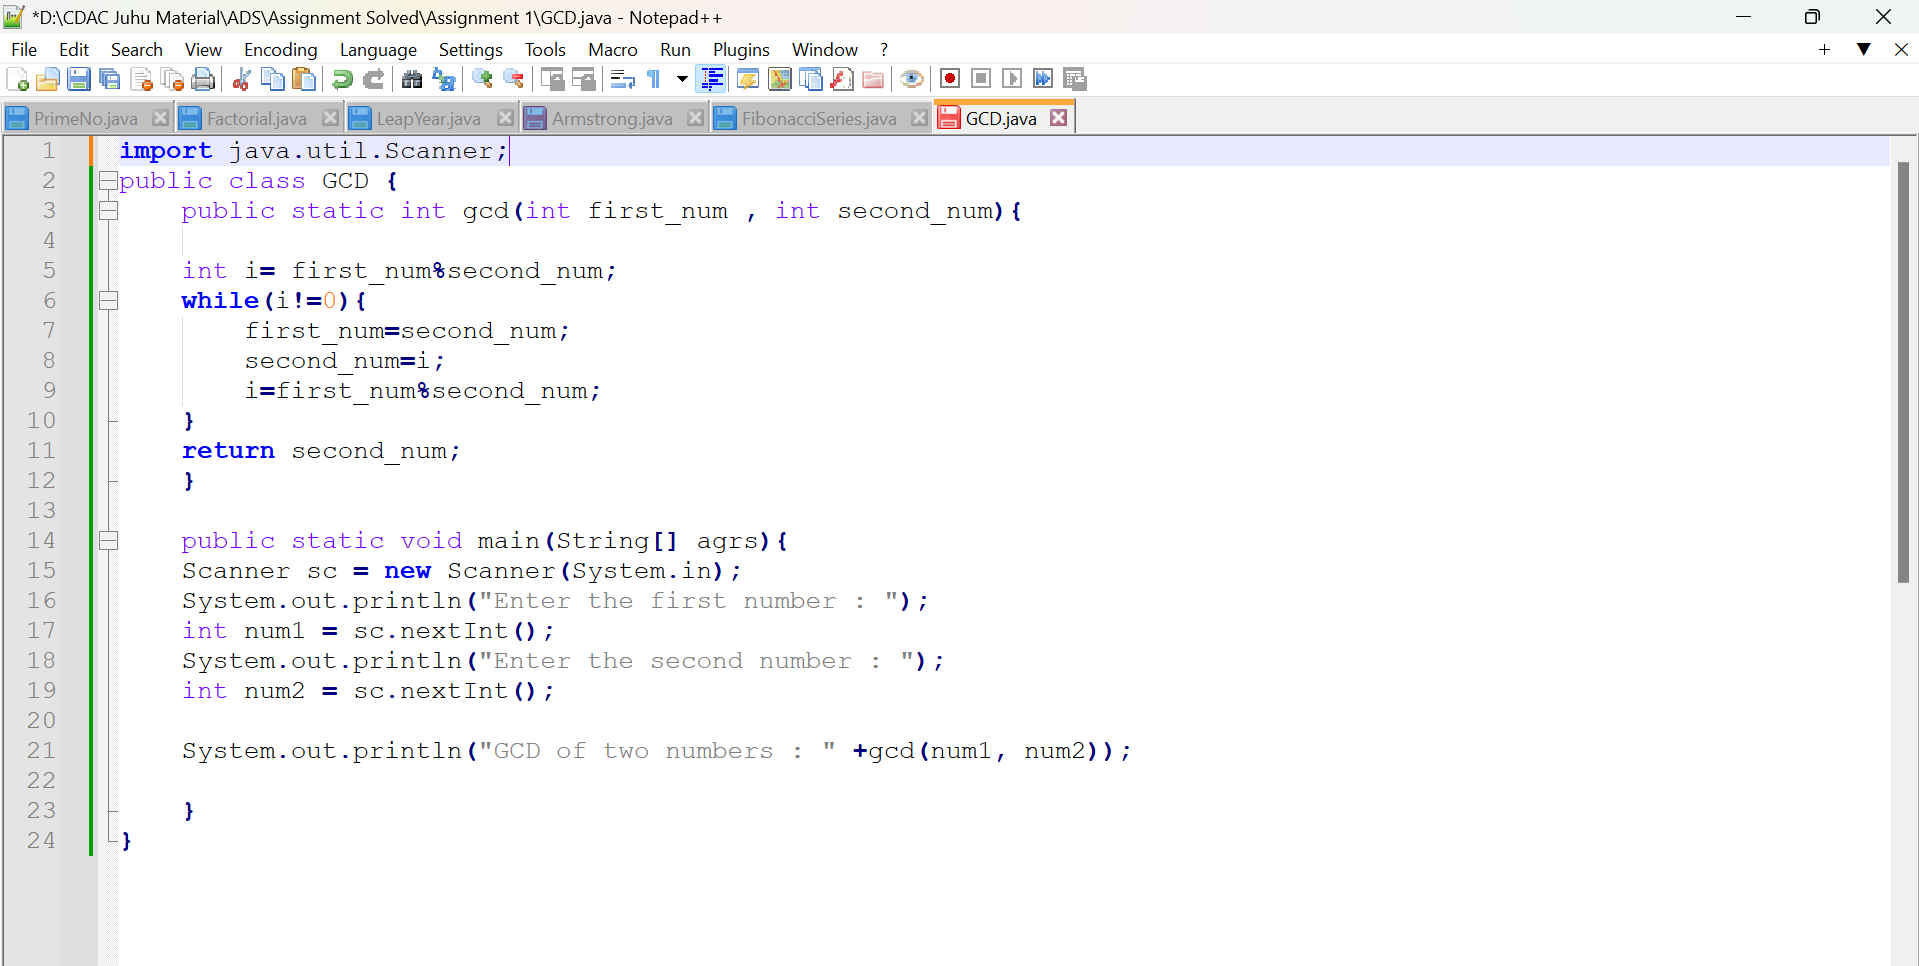 *D:\CDAC Juhu Material\ADS\Assignment Solved\Assignment 1\GCD.java - Notepad++
File Edit Search View Encoding Language Settings Tools Macro Run Plugins Window ?
PrimeNo.java Factorial.java LeapYear.java Armstrong.java FibonacciSeries.java GCD.java
1 import java.util.Scanner;
2 public class GCD {
3     public static int gcd(int first_num , int second_num){
4
5     int i= first_num%second_num;
6     while(i!=0){
7         first_num=second_num;
8         second_num=i;
9         i=first_num%second_num;
10     }
11     return second_num;
12     }
13
14     public static void main(String[] agrs){
15     Scanner sc = new Scanner(System.in);
16     System.out.println("Enter the first number : ");
17     int num1 = sc.nextInt();
18     System.out.println("Enter the second number : ");
19     int num2 = sc.nextInt();
20
21     System.out.println("GCD of two numbers : " +gcd(num1, num2));
22
23     }
24 }